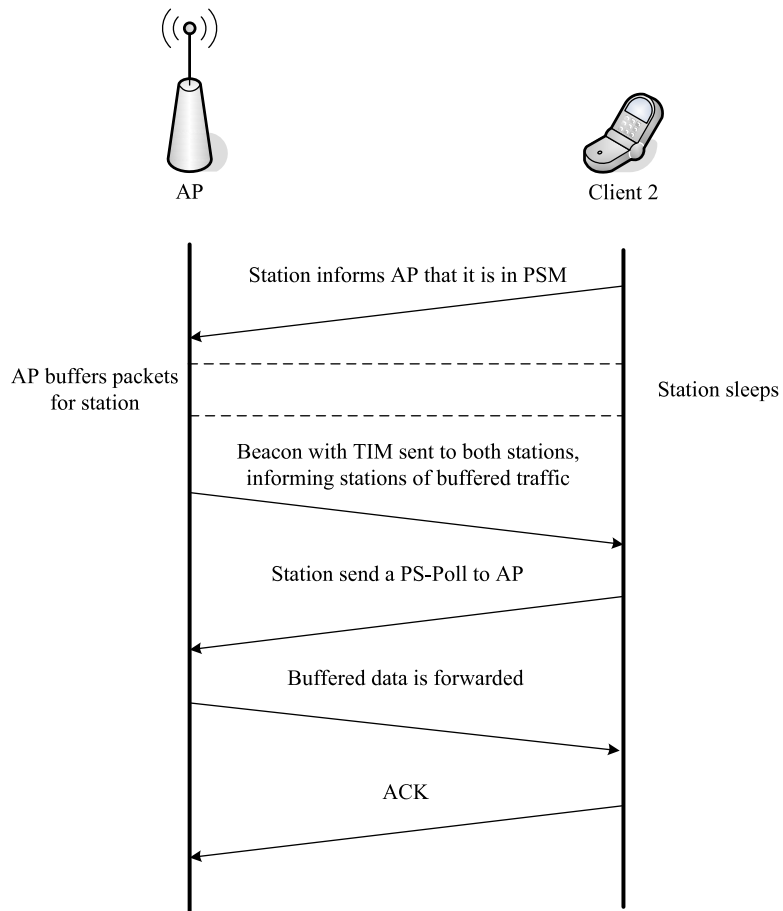 AP
Client 2
Station informs AP that it is in PSM
AP buffers packets
for station
Station sleeps
Beacon with TIM sent to both stations,
informing stations of buffered traffic
Station send a PS-Poll to AP
Buffered data is forwarded
ACK